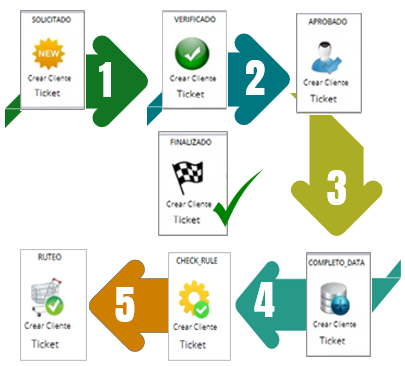 SOLICITADO
NEW
Crear Cliente
Ticket
1
VERIFICADO
Crear Cliente
Ticket
2
APROBADO
Crear Cliente
Ticket
3
FINALIZADO
Crear Cliente
Ticket
COMPLETO_DATA
Crear Cliente
Ticket
4
CHECK_RULE
Crear Cliente
Ticket
5
RUTEO
Crear Cliente
Ticket